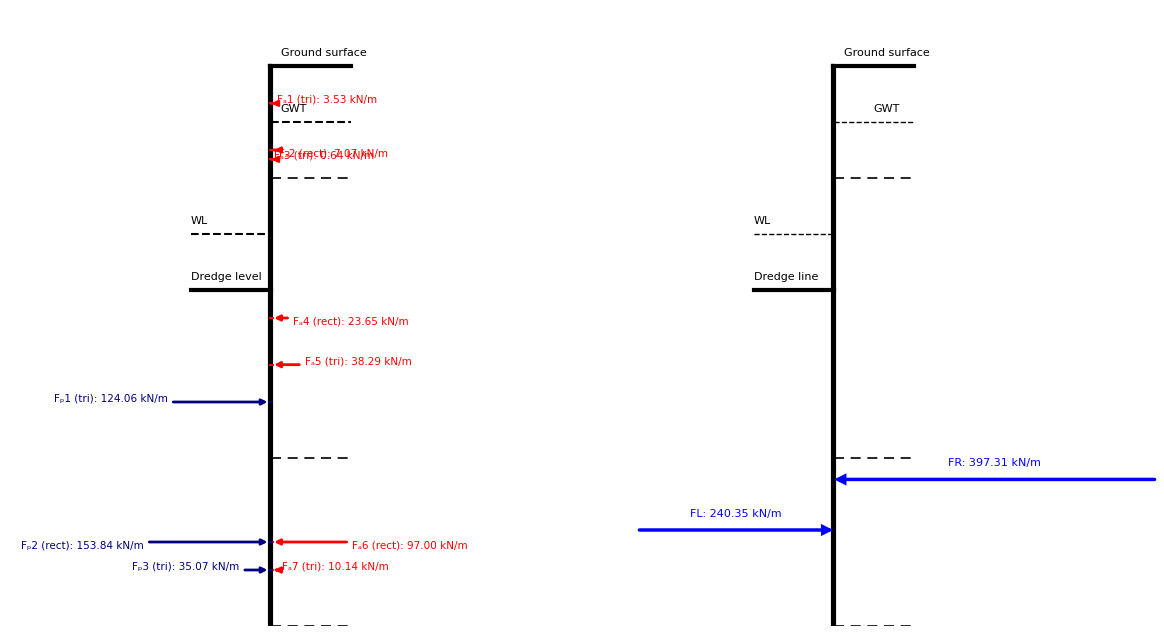 Ground surface
Fₐ1 (tri): 3.53 kN/m
GWT
Fₐ2 (rect): 7.07 kN/m
Fₐ3 (tri): 0.64 kN/m
WL
Dredge level
Fₐ4 (rect): 23.65 kN/m
Fₐ5 (tri): 38.29 kN/m
Fₚ1 (tri): 124.06 kN/m
Fₚ2 (rect): 153.84 kN/m
Fₐ6 (rect): 97.00 kN/m
Fₚ3 (tri): 35.07 kN/m
Fₐ7 (tri): 10.14 kN/m
Ground surface
GWT
WL
Dredge line
FR: 397.31 kN/m
FL: 240.35 kN/m